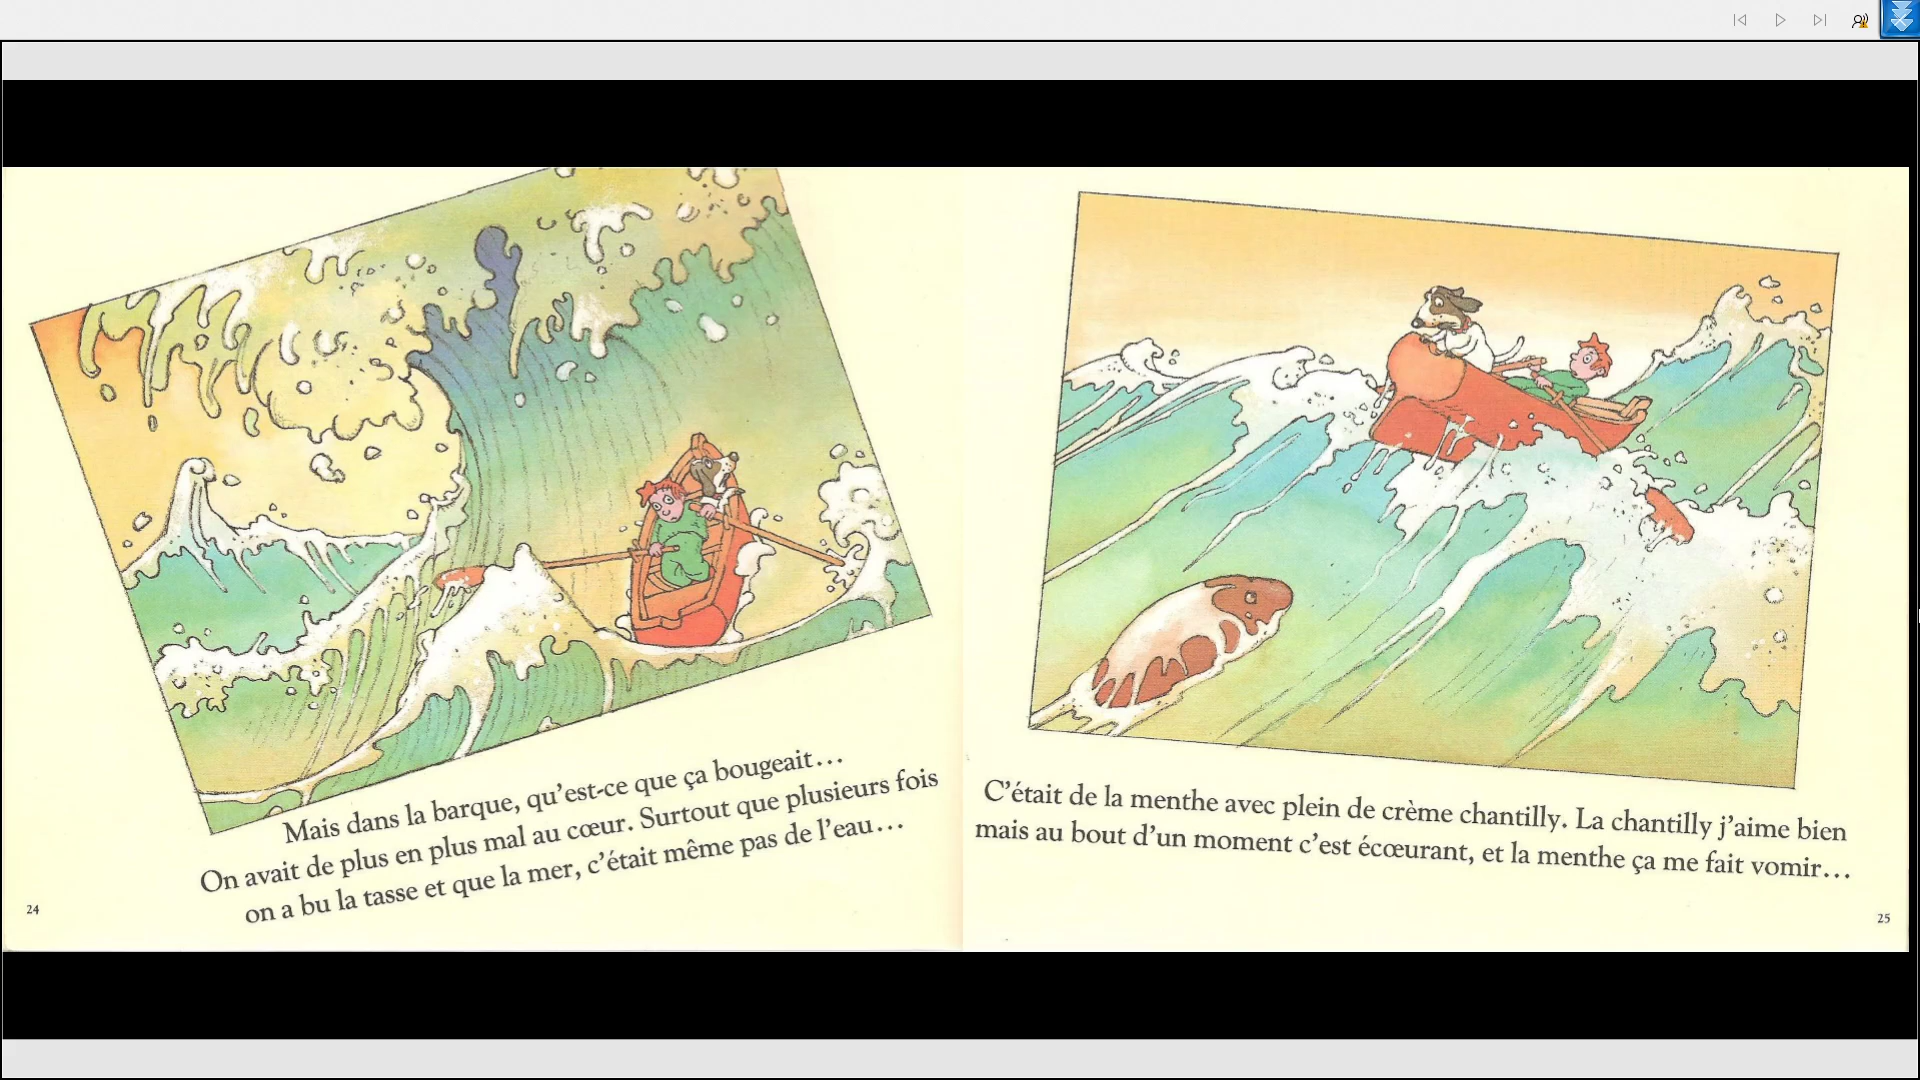 Mais dans la barque, qu’est-ce que ça bougeait…
On avait de plus en plus mal au cœur. Surtout que plusieurs fois
on a bu la tasse et que la mer, c’était même pas de l’eau…
24
C’était de la menthe avec plein de crème chantilly. La chantilly j’aime bien
mais au bout d’un moment c’est écœurant, et la menthe ça me fait vomir…
25